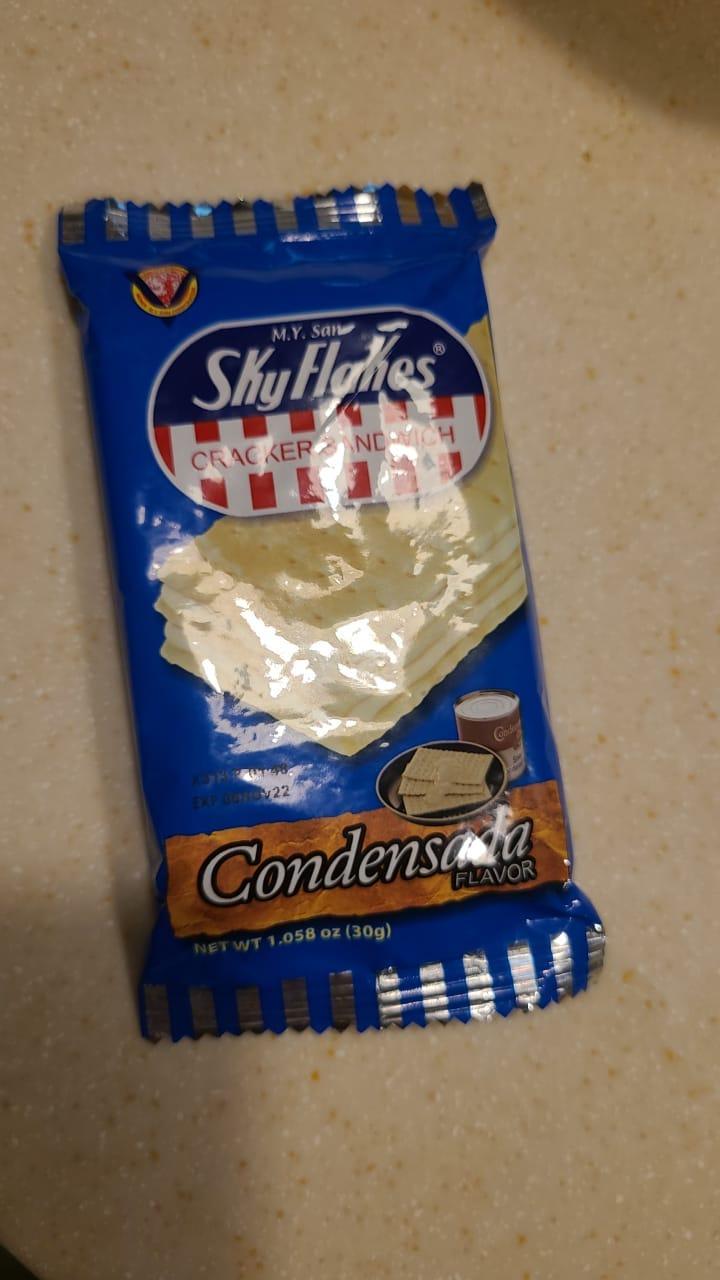 M.Y. San
SkyFlakes®
CRACKER SANDWICH
Condensada
FLAVOR
NET WT 1.058 oz (30g)